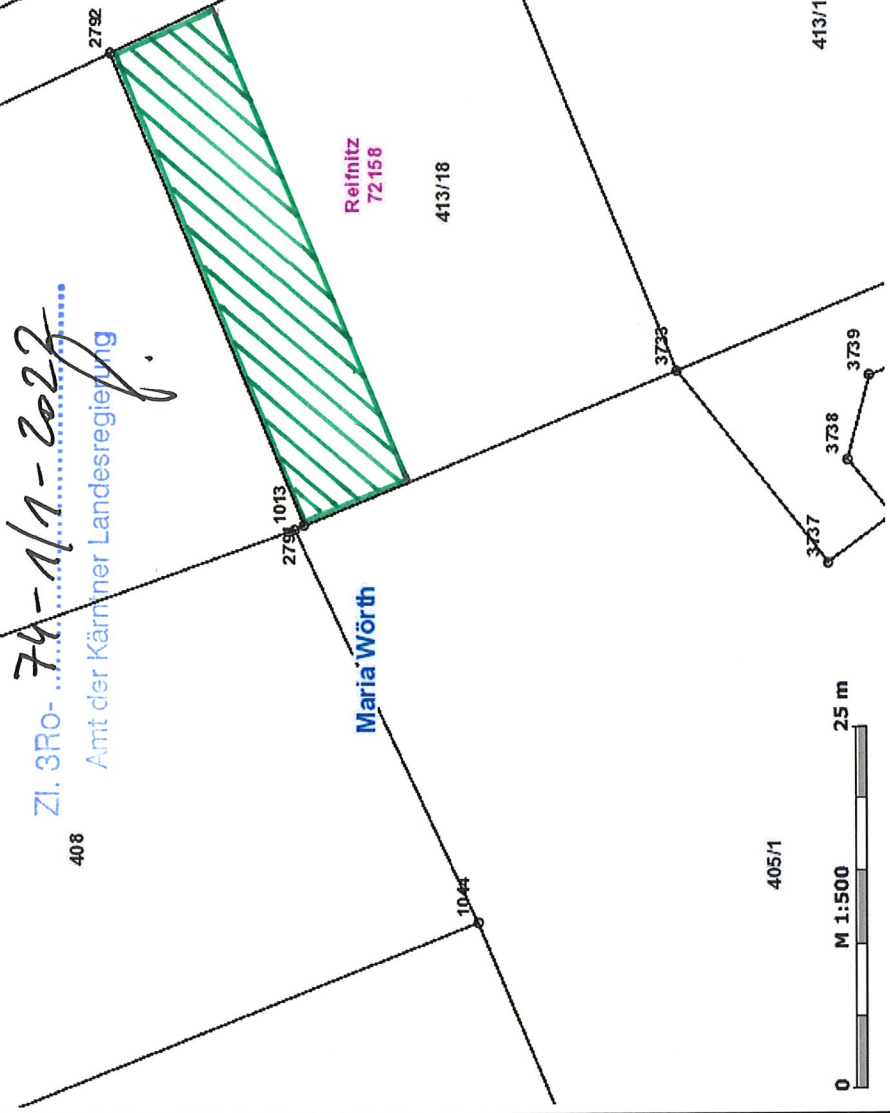 Zl. 3Ro- 74-1/1-2022
Amt der Kärntner Landesregierung
408
2791
1013
Maria Wörth
1044
405/1
0
M 1:500
25 m
2792
Reifnitz
72158
413/18
3733
3737
3738
3739
413/1